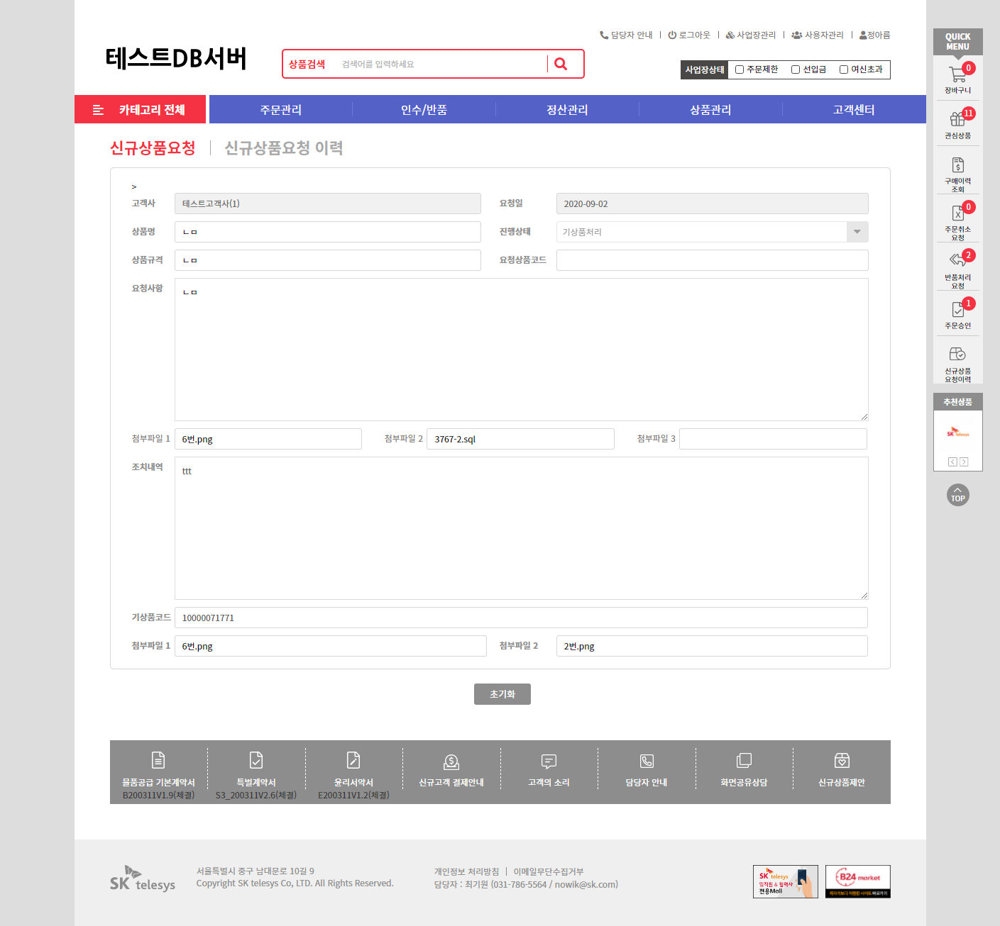 담당자 안내 로그아웃 사업장관리 사용자관리 정아름
테스트DB서버
상품검색 검색어를 입력하세요
사업장상태 주문제한 선입금 여신초과
카테고리 전체 주문관리 인수/반품 정산관리 상품관리 고객센터
신규상품요청 신규상품요청 이력
>
고객사 테스트고객사(1) 요청일 2020-09-02
상품명 ㄴㅁ 진행상태 기상품처리
상품규격 ㄴㅁ 요청상품코드
요청사항 ㄴㅁ
첨부파일 1 6번.png 첨부파일 2 3767-2.sql 첨부파일 3
조치내역 ttt
기상품코드 10000071771
첨부파일 1 6번.png 첨부파일 2 2번.png
초기화
물품공급 기본계약서 특별계약서 윤리서약서 신규고객 결제안내 고객의 소리 담당자 안내 화면공유상담 신규상품제안
B200311V1.9(체결) S3_200311V2.6(체결) E200311V1.2(체결)
SK telesys
서울특별시 중구 남대문로 10길 9
Copyright SK telesys Co, LTD. All Rights Reserved.
개인정보 처리방침 이메일무단수집거부
담당자 : 최기원 (031-786-5564 / nowik@sk.com)
SK telesys
임직원 & 협력사
전용Mall
B24 market
바로가기
QUICK
MENU
0
장바구니
11
관심상품
구매이력
조회
0
주문취소
요청
2
반품처리
요청
1
주문승인
신규상품
요청이력
추천상품
SK telesys
TOP